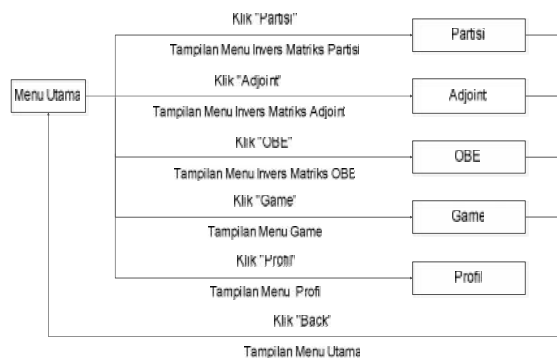 Klik "Partisi"
Partisi
Tampilan Menu Invers Matriks Partisi
Klik "Adjoint"
Menu Utama
Adjoint
Tampilan Menu Invers Matriks Adjoint
Klik "OBE"
OBE
Tampilan Menu Invers Matriks OBE
Klik "Game"
Game
Tampilan Menu Game
Klik "Profil"
Profil
Tampilan Menu Profi
Klik "Back"
Tampilan Menu Utama